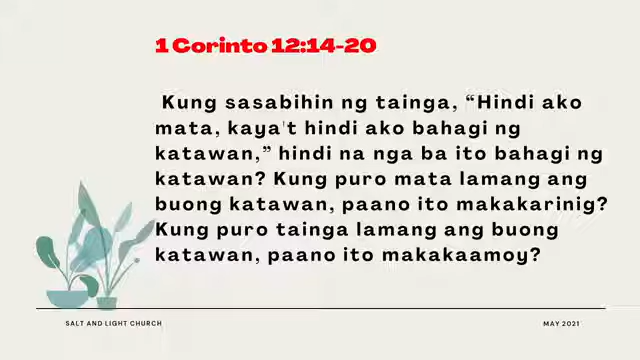 1 Corinto 12:14-20
Kung sasabihin ng tainga, “Hindi ako
mata, kaya't hindi ako bahagi ng
katawan,” hindi na nga ba ito bahagi ng
katawan? Kung puro mata lamang ang
buong katawan, paano ito makakarinig?
Kung puro tainga lamang ang buong
katawan, paano ito makakaamoy?
SALT AND LIGHT CHURCH
MAY 2021